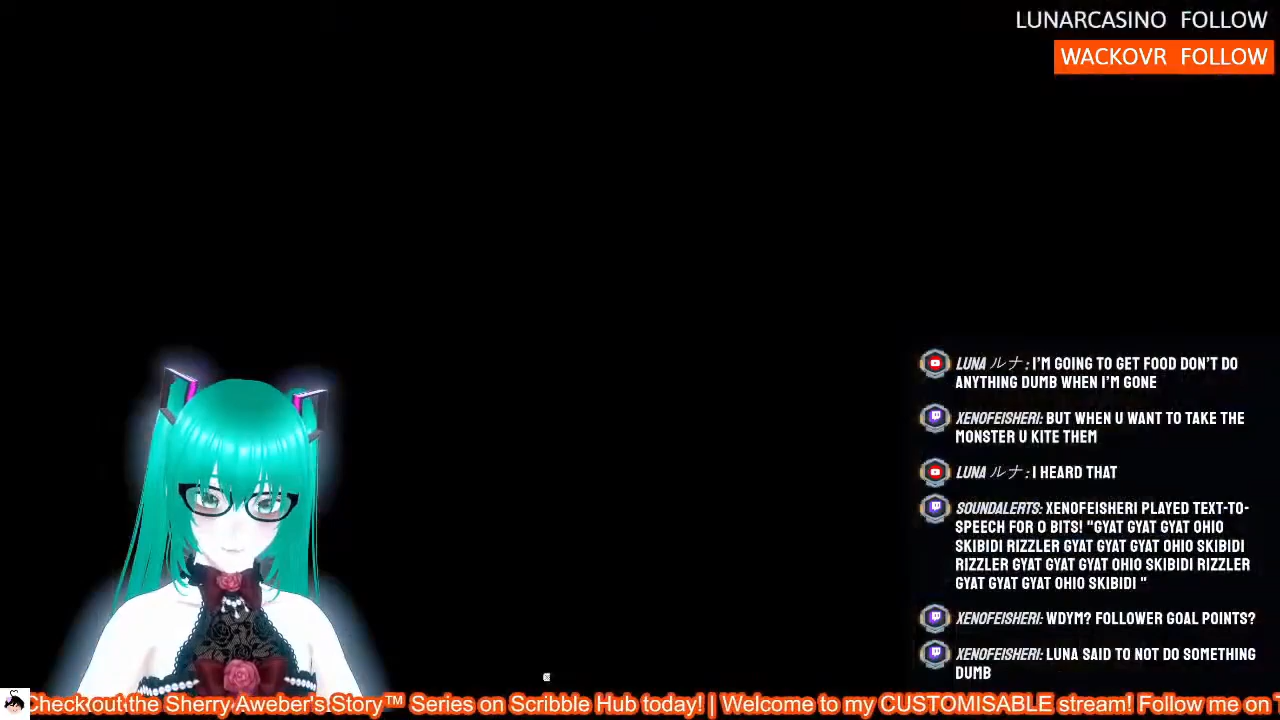 LUNARCASINO FOLLOW
WACKOVR FOLLOW
LUNA ルナ : I'M GOING TO GET FOOD DON'T DO
ANYTHING DUMB WHEN I'M GONE
XENOFEISHERI: BUT WHEN U WANT TO TAKE THE
MONSTER U KITE THEM
LUNA ルナ : I HEARD THAT
SOUNDALERTS: XENOFEISHERI PLAYED TEXT-TO-
SPEECH FOR 0 BITS! "GYAT GYAT GYAT OHIO
SKIBIDI RIZZLER GYAT GYAT GYAT OHIO SKIBIDI
RIZZLER GYAT GYAT GYAT OHIO SKIBIDI RIZZLER
GYAT GYAT GYAT OHIO SKIBIDI "
XENOFEISHERI: WDYM? FOLLOWER GOAL POINTS?
XENOFEISHERI: LUNA SAID TO NOT DO SOMETHING
DUMB
Check out the Sherry Aweber's Story™ Series on Scribble Hub today! | Welcome to my CUSTOMISABLE stream! Follow me on